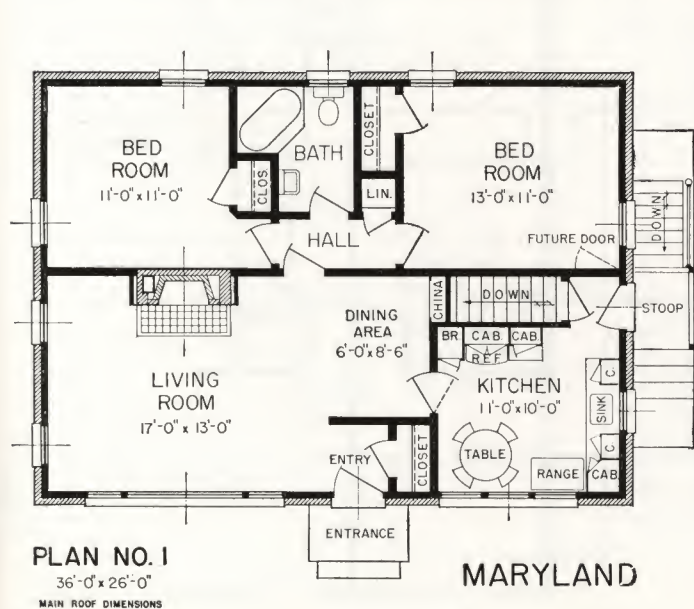 BED
ROOM
11'-0" x 11'-0"
CLOS.
BATH
CLOSET
LIN.
BED
ROOM
13'-0" x 11'-0"
HALL
FUTURE DOOR
DOWN
STOOP
CHINA
DOWN
DINING
AREA
6'-0" x 8'-6"
BR.
CAB.
CAB.
REF.
LIVING
ROOM
17'-0" x 13'-0"
KITCHEN
11'-0" x 10'-0"
C.
SINK
C.
CAB.
TABLE
RANGE
ENTRY
CLOSET
ENTRANCE
PLAN NO. 1
36'-0" x 26'-0"
MAIN ROOF DIMENSIONS
MARYLAND